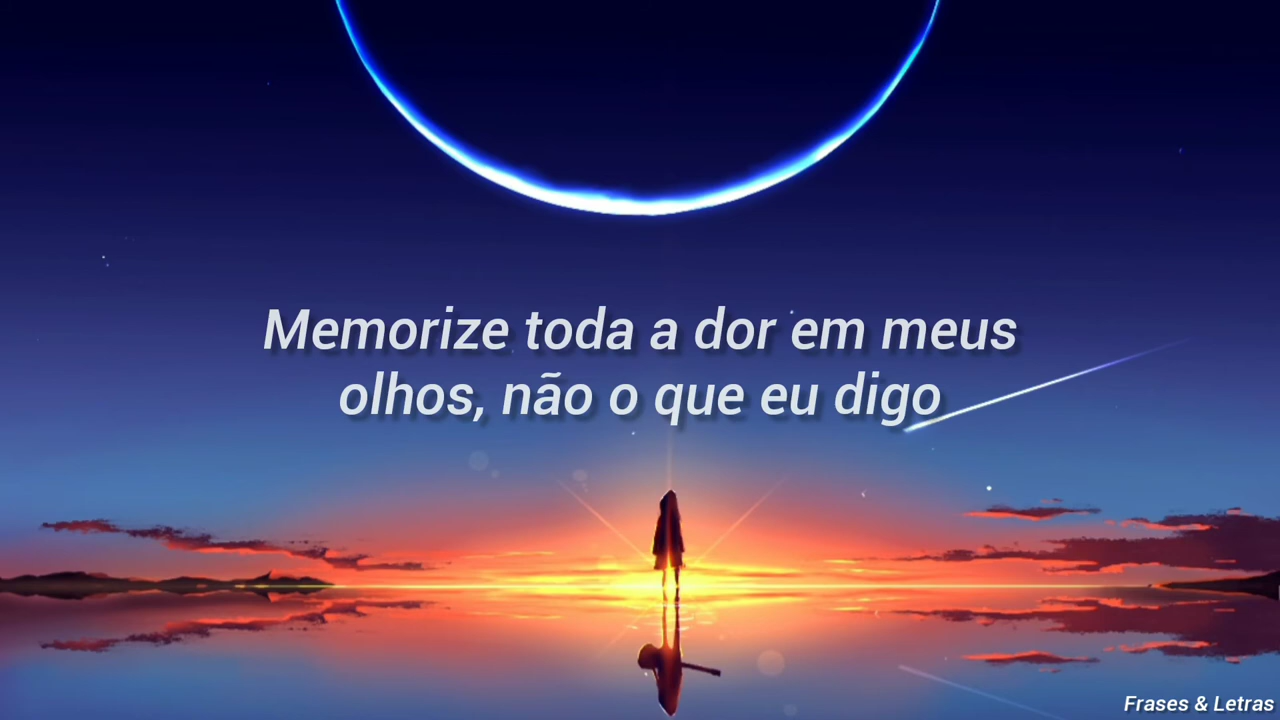 Memorize toda a dor em meus
olhos, não o que eu digo
Frases & Letras